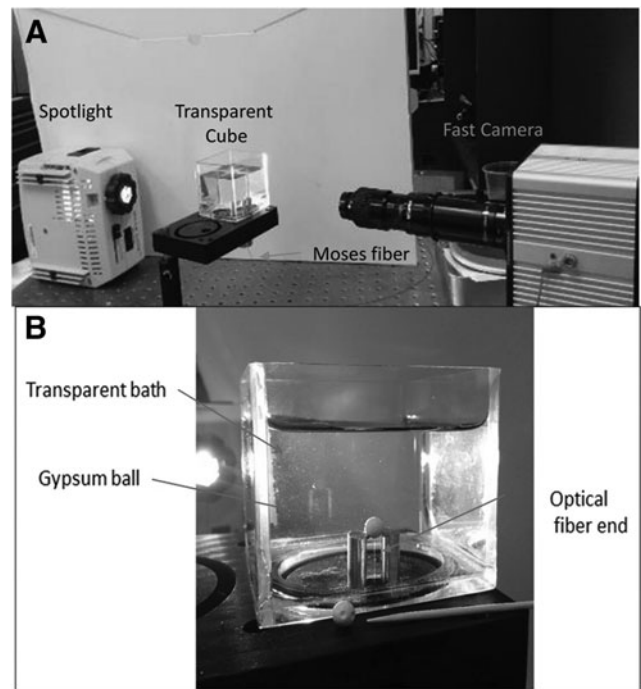 A
Spotlight
Transparent
Cube
Fast Camera
Moses fiber
B
Transparent bath
Gypsum ball
Optical
fiber end